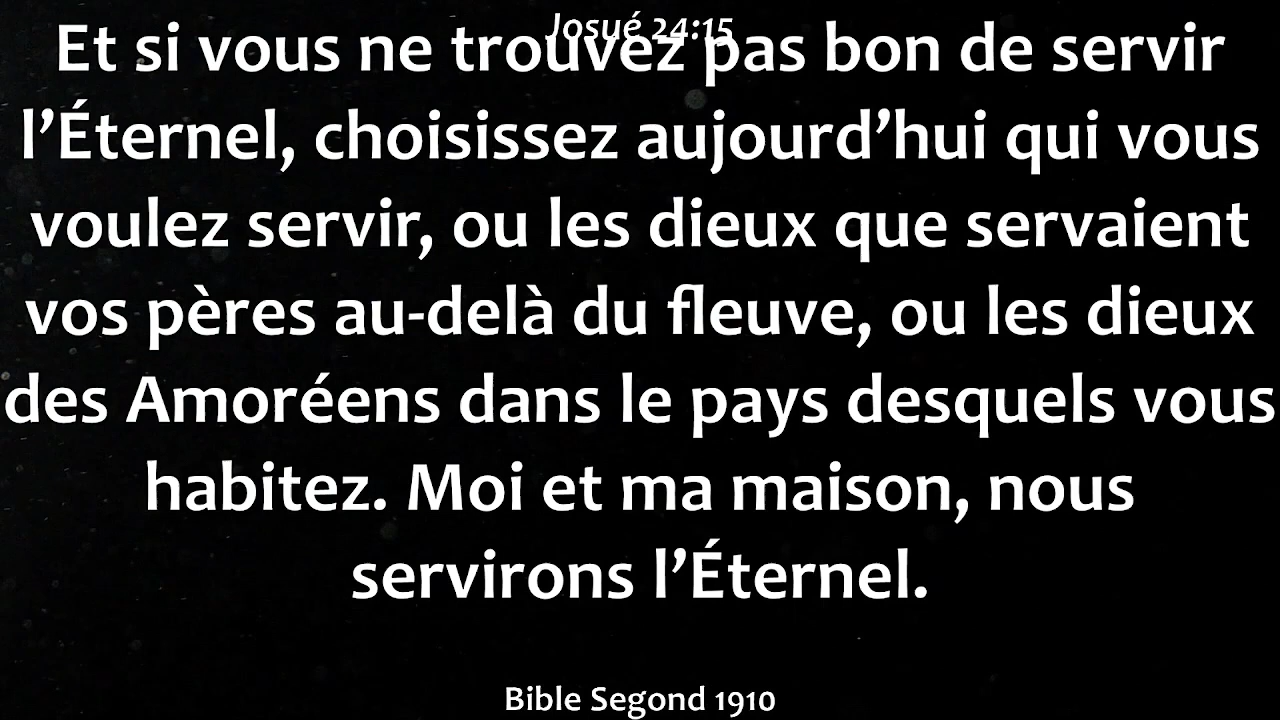 Josué 24:15
Et si vous ne trouvez pas bon de servir
l’Éternel, choisissez aujourd’hui qui vous
voulez servir, ou les dieux que servaient
vos pères au-delà du fleuve, ou les dieux
des Amoréens dans le pays desquels vous
habitez. Moi et ma maison, nous
servirons l’Éternel.
Bible Segond 1910